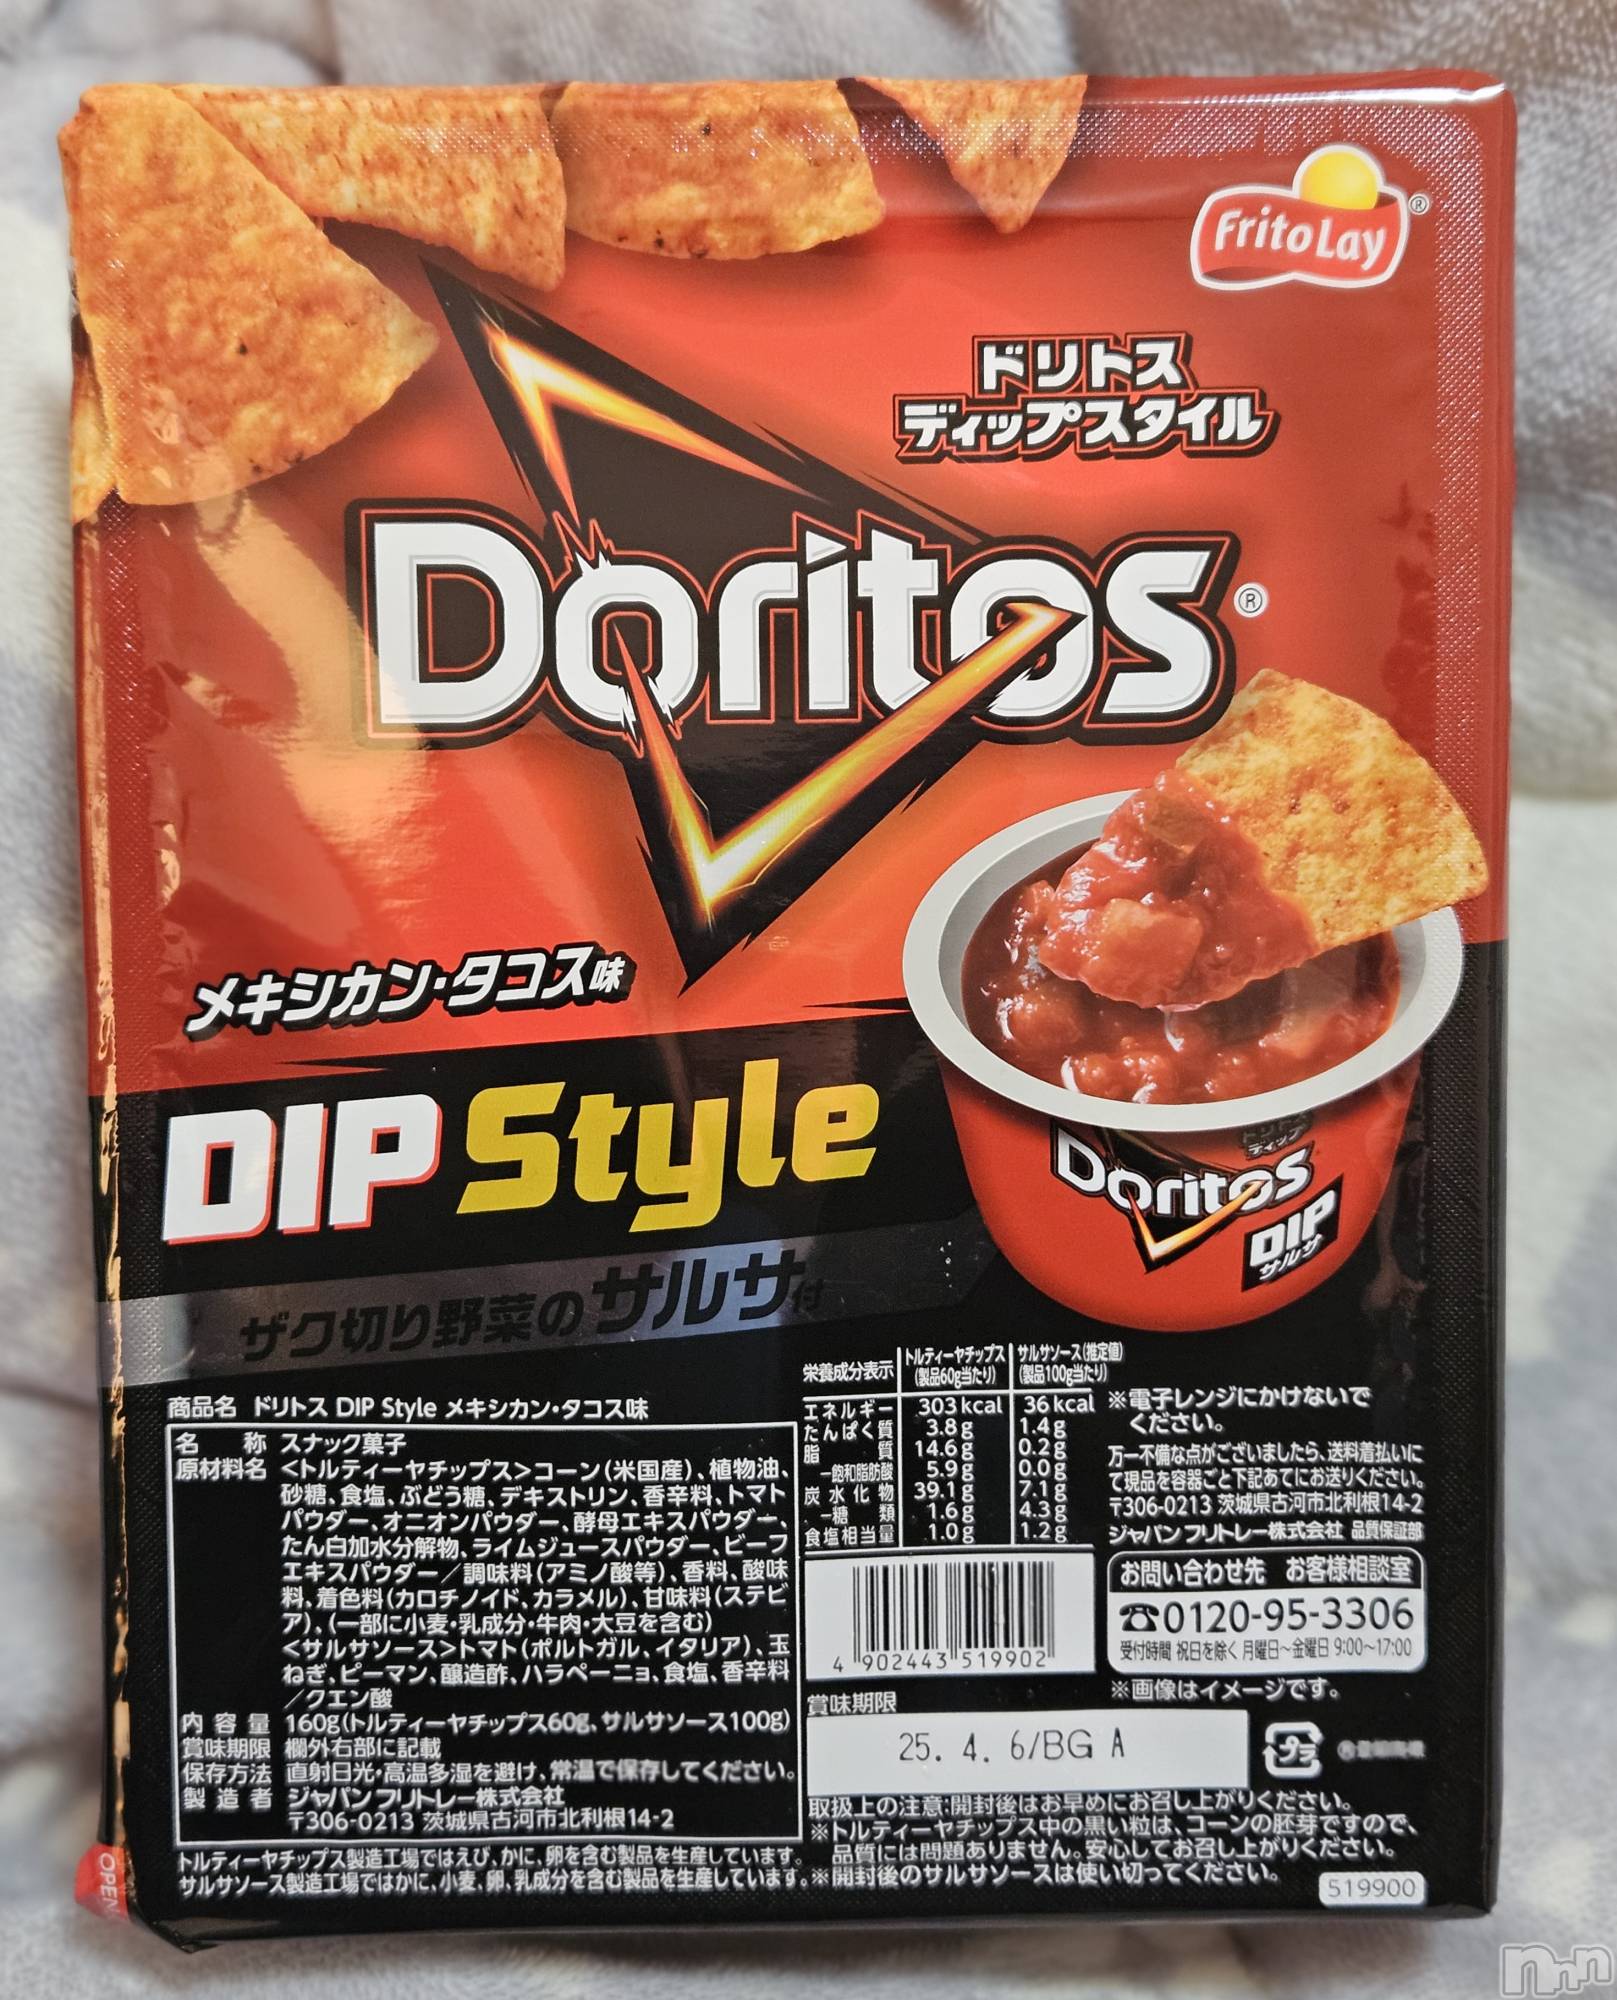 Frito Lay®
ドリトス
ディップスタイル
Doritos®
メキシカン・タコス味
DIP Style
ザク切り野菜のサルサ付
Doritos
ディップ
DIP
サルサ
商品名 ドリトス DIP Style メキシカン・タコス味
名 称 スナック菓子
原材料名 <トルティーヤチップス>コーン(米国産)、植物油、
砂糖、食塩、ぶどう糖、デキストリン、香辛料、トマト
パウダー、オニオンパウダー、酵母エキスパウダー、
たん白加水分解物、ライムジュースパウダー、ビーフ
エキスパウダー/調味料(アミノ酸等)、香料、酸味
料、着色料(カロチノイド、カラメル)、甘味料(ステビ
ア)、(一部に小麦・乳成分・牛肉・大豆を含む)
<サルサソース>トマト(ポルトガル、イタリア)、玉
ねぎ、ピーマン、醸造酢、ハラペーニョ、食塩、香辛料
/クエン酸
内容量 160g(トルティーヤチップス60g、サルサソース100g)
賞味期限 欄外右部に記載
保存方法 直射日光・高温多湿を避け、常温で保存してください。
製造者 ジャパンフリトレー株式会社
〒306-0213 茨城県古河市北利根14-2
トルティーヤチップス製造工場ではえび、かに、卵を含む製品を生産しています。
サルサソース製造工場ではかに、小麦、卵、乳成分を含む製品を生産しています。
栄養成分表示 トルティーヤチップス(製品60g当たり) サルサソース(推定値)(製品100g当たり)
エネルギー 303kcal 36kcal
たんぱく質 3.8g 1.4g
脂質 14.6g 0.2g
-飽和脂肪酸 5.9g 0.0g
炭水化物 39.1g 7.1g
-糖類 1.6g 4.3g
食塩相当量 1.0g 1.2g
※電子レンジにかけないで
ください。
万一不備な点がございましたら、送料着払いに
て現品を容器ごと下記あてにお送りください。
〒306-0213 茨城県古河市北利根14-2
ジャパンフリトレー株式会社 品質保証部
お問い合わせ先 お客様相談室
☎0120-95-3306
受付時間 祝日を除く 月曜日~金曜日 9:00~17:00
※画像はイメージです。
4 902443 519902
賞味期限
25. 4. 6/BG A
プラ
取扱上の注意:開封後はお早めにお召し上がりください。
※トルティーヤチップス中の黒い粒は、コーンの胚芽ですので、
品質には問題ありません。安心してお召し上がりください。
※開封後のサルサソースは使い切ってください。
519900
OPEN
nnn